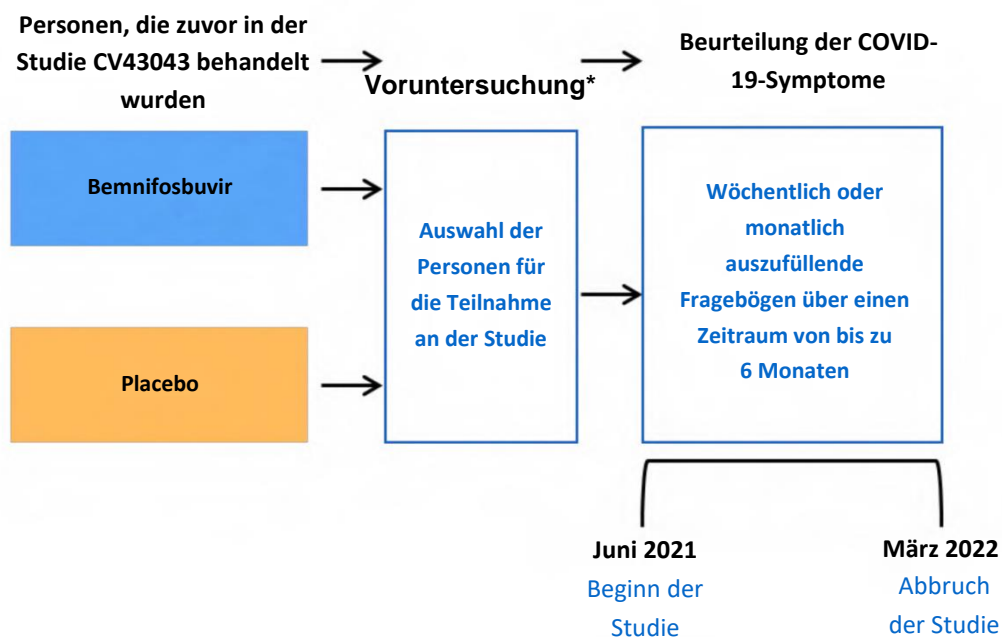 Personen, die zuvor in der
Studie CV43043 behandelt
wurden
Voruntersuchung*
Beurteilung der COVID-
19-Symptome
Bemnifosbuvir
Placebo
Auswahl der
Personen für
die Teilnahme
an der Studie
Wöchentlich oder
monatlich
auszufüllende
Fragebögen über einen
Zeitraum von bis zu
6 Monaten
Juni 2021
Beginn der
Studie
März 2022
Abbruch
der Studie